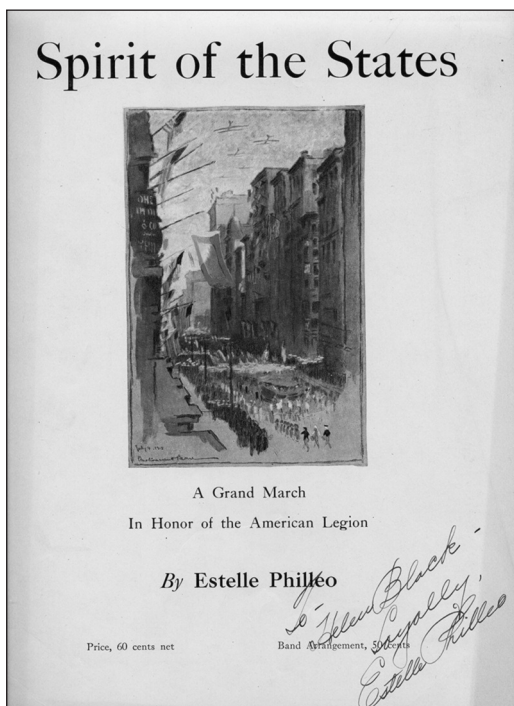 Spirit of the States
A Grand March
In Honor of the American Legion
By Estelle Philleo
Price, 60 cents net
Band Arrangement, 50 cents
To Helen Black -
Loyally,
Estelle Philleo